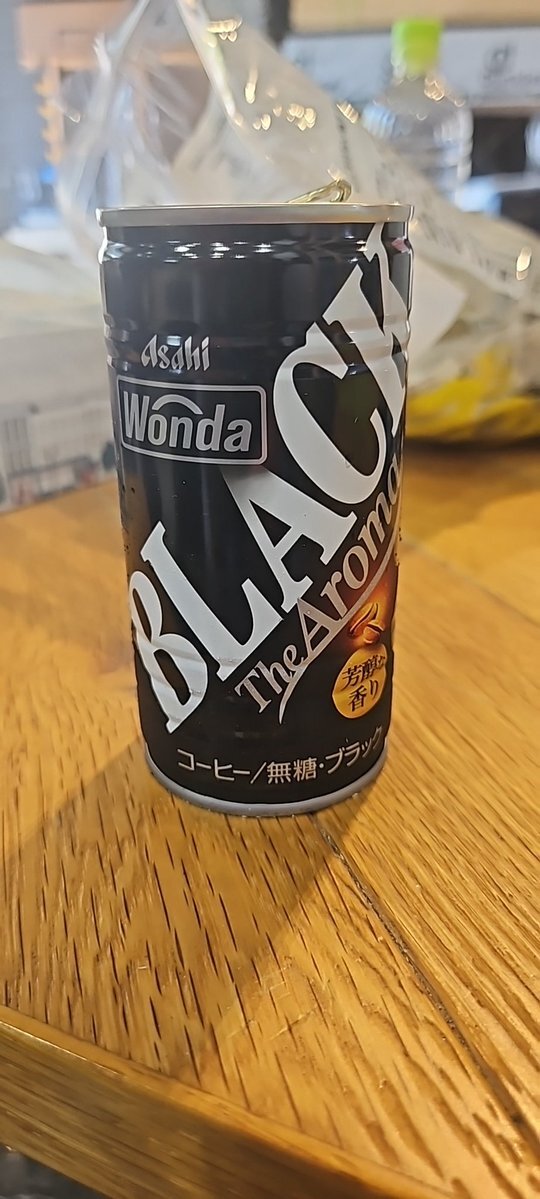 Asahi
Wonda
BLACK
The Aroma
芳醇な
香り
コーヒー/無糖・ブラック